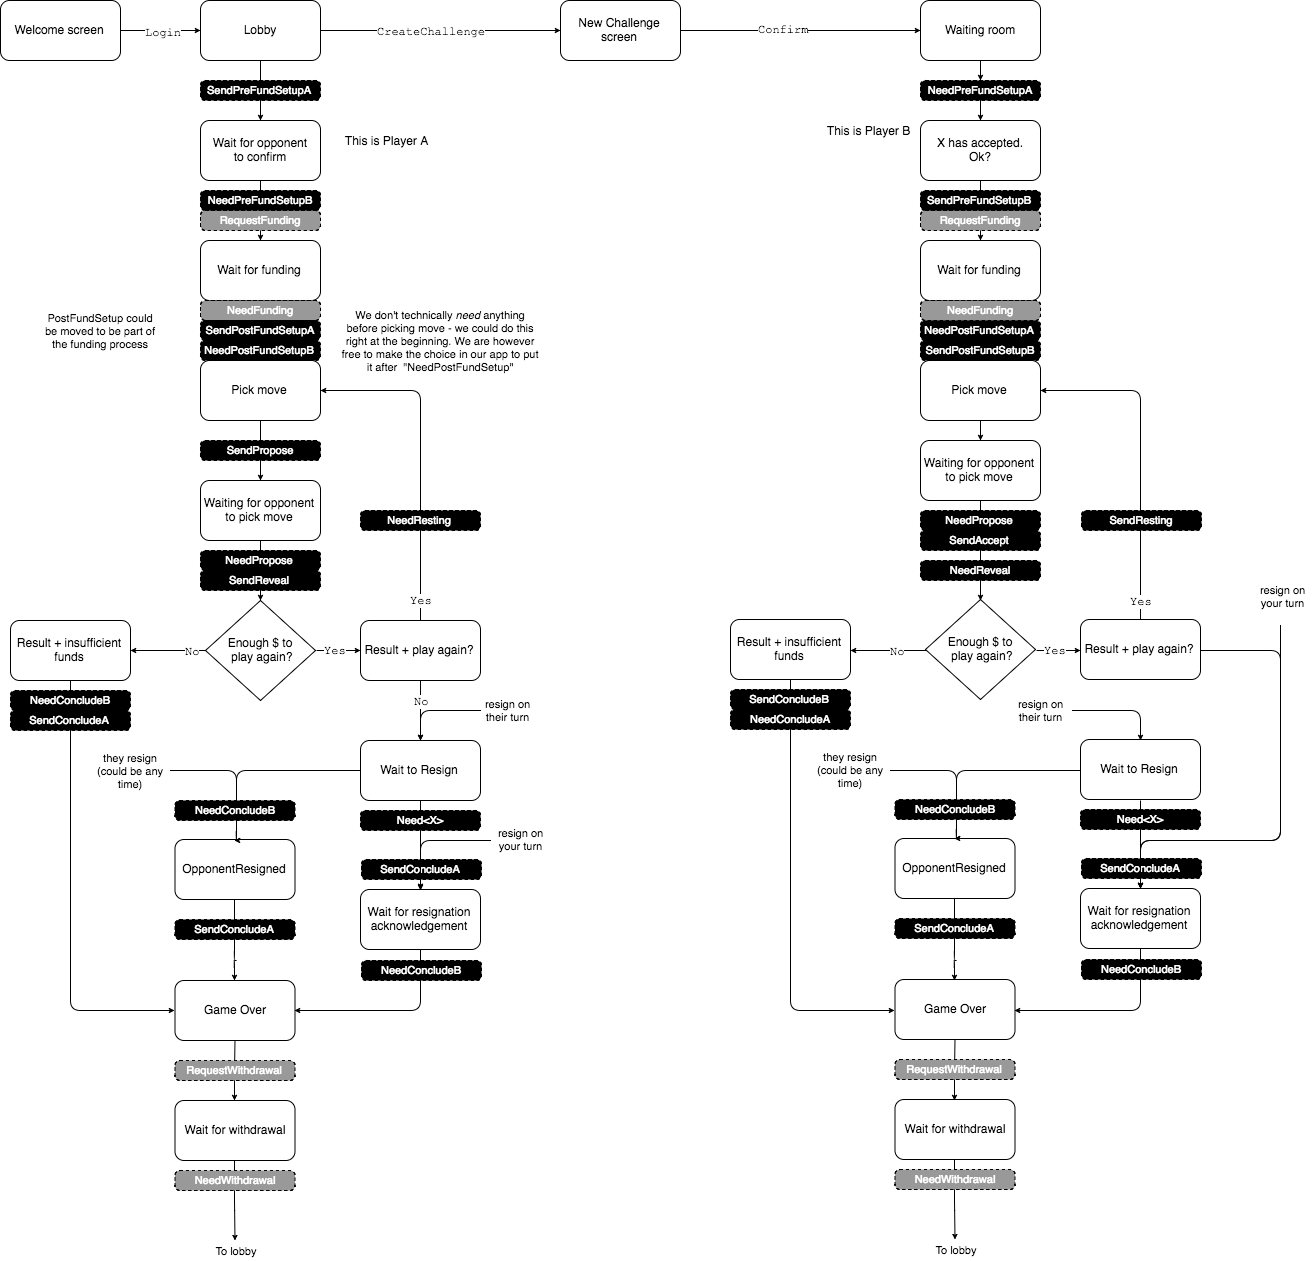 Welcome screen
Login
Lobby
CreateChallenge
New Challenge
screen
Confirm
Waiting room
SendPreFundSetupA
Wait for opponent
to confirm
This is Player A
NeedPreFundSetupB
RequestFunding
Wait for funding
NeedFunding
SendPostFundSetupA
NeedPostFundSetupB
PostFundSetup could
be moved to be part of
the funding process
We don't technically need anything
before picking move - we could do this
right at the beginning. We are however
free to make the choice in our app to put
it after "NeedPostFundSetup"
Pick move
SendPropose
Waiting for opponent
to pick move
NeedResting
NeedPropose
SendReveal
Yes
Enough $ to
play again?
No
Yes
Result + insufficient
funds
Result + play again?
NeedConcludeB
SendConcludeA
No
resign on
their turn
they resign
(could be any
time)
Wait to Resign
NeedConcludeB
Need<X>
resign on
your turn
OpponentResigned
SendConcludeA
Wait for resignation
acknowledgement
SendConcludeA
NeedConcludeB
Game Over
RequestWithdrawal
Wait for withdrawal
NeedWithdrawal
To lobby
NeedPreFundSetupA
This is Player B
X has accepted.
Ok?
SendPreFundSetupB
RequestFunding
Wait for funding
NeedFunding
NeedPostFundSetupA
SendPostFundSetupB
Pick move
Waiting for opponent
to pick move
NeedPropose
SendAccept
SendResting
NeedReveal
Yes
resign on
your turn
Enough $ to
play again?
No
Yes
Result + insufficient
funds
Result + play again?
SendConcludeB
NeedConcludeA
resign on
their turn
they resign
(could be any
time)
Wait to Resign
NeedConcludeB
Need<X>
OpponentResigned
SendConcludeA
Wait for resignation
acknowledgement
SendConcludeA
NeedConcludeB
Game Over
RequestWithdrawal
Wait for withdrawal
NeedWithdrawal
To lobby